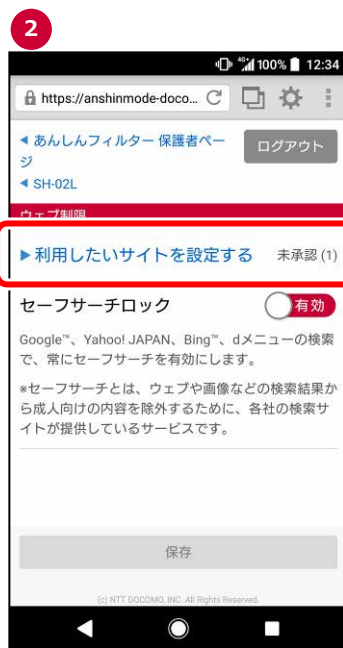 2
4G 100% 12:34
https://anshinmode-doco...
◀ あんしんフィルター 保護者ペー
ジ
ログアウト
◀ SH-02L
ウェブ制限
▶利用したいサイトを設定する 未承認 (1)
セーフサーチロック 有効
Google™、Yahoo! JAPAN、Bing™、dメニューの検索
で、常にセーフサーチを有効にします。
*セーフサーチとは、ウェブや画像などの検索結果か
ら成人向けの内容を除外するために、各社の検索サ
イトが提供しているサービスです。
保存
(c) NTT DOCOMO, INC. All Rights Reserved.